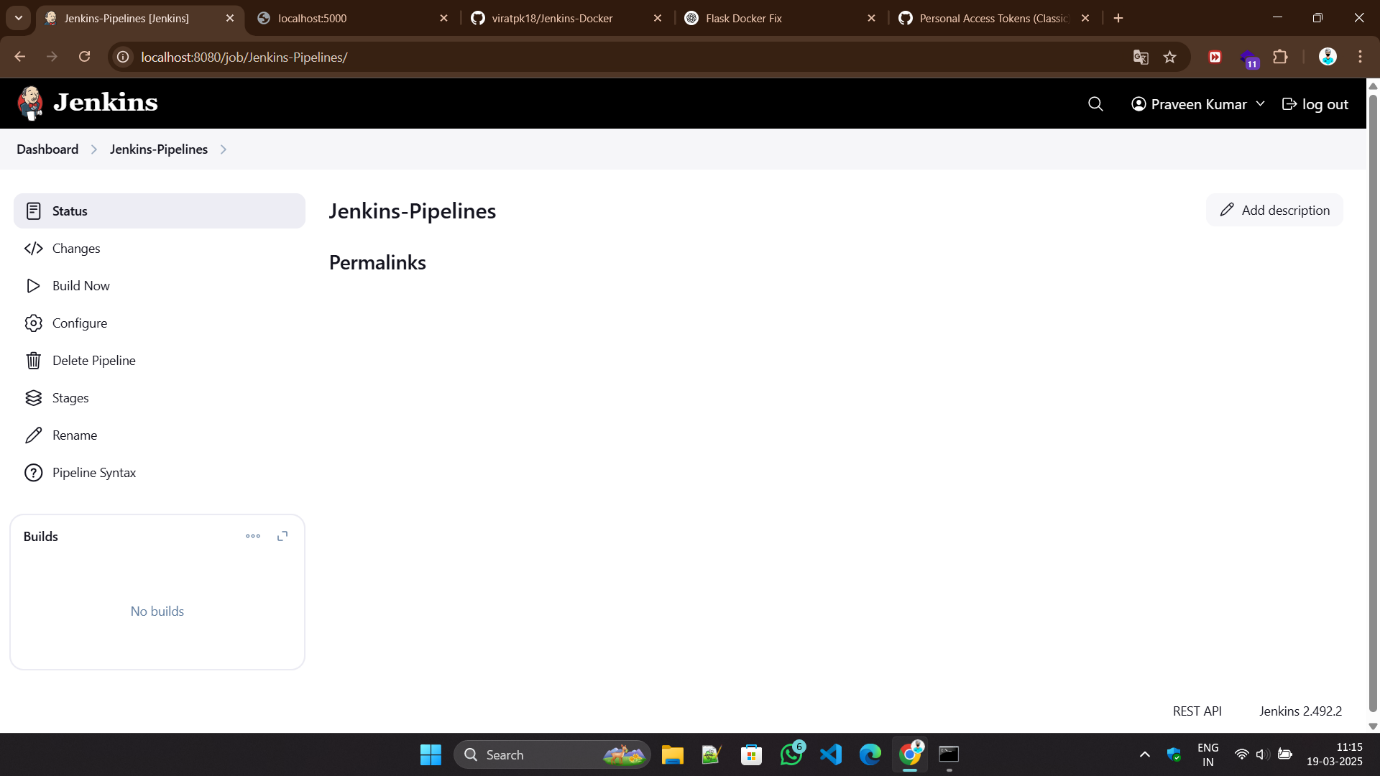 Jenkins-Pipelines [Jenkins]
localhost:5000
viratpk18/Jenkins-Docker
Flask Docker Fix
Personal Access Tokens (Classic)
localhost:8080/job/Jenkins-Pipelines/
11
Jenkins
Praveen Kumar
log out
Dashboard
Jenkins-Pipelines
Status
Changes
Build Now
Configure
Delete Pipeline
Stages
Rename
Pipeline Syntax
Jenkins-Pipelines
Add description
Permalinks
Builds
No builds
REST API
Jenkins 2.492.2
Search
6
ENG
IN
11:15
19-03-2025